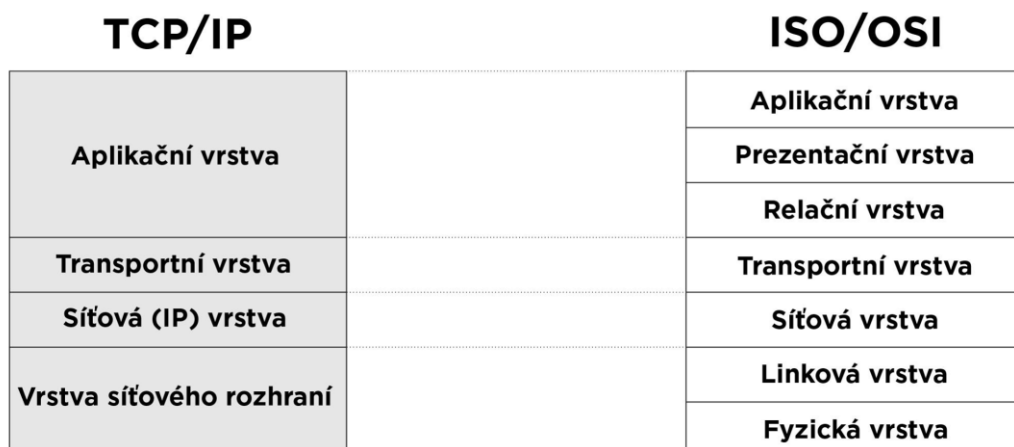 TCP/IP
ISO/OSI
Aplikační vrstva
Transportní vrstva
Síťová (IP) vrstva
Vrstva síťového rozhraní
Aplikační vrstva
Prezentační vrstva
Relační vrstva
Transportní vrstva
Síťová vrstva
Linková vrstva
Fyzická vrstva